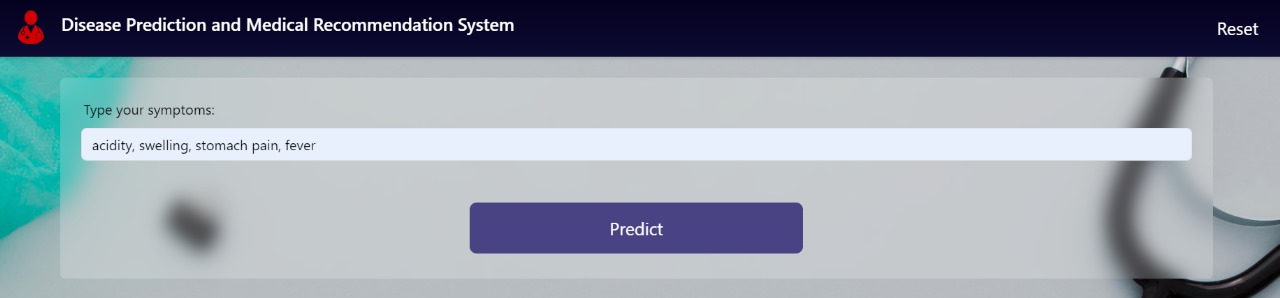 Disease Prediction and Medical Recommendation System
Reset
Type your symptoms:
acidity, swelling, stomach pain, fever
Predict